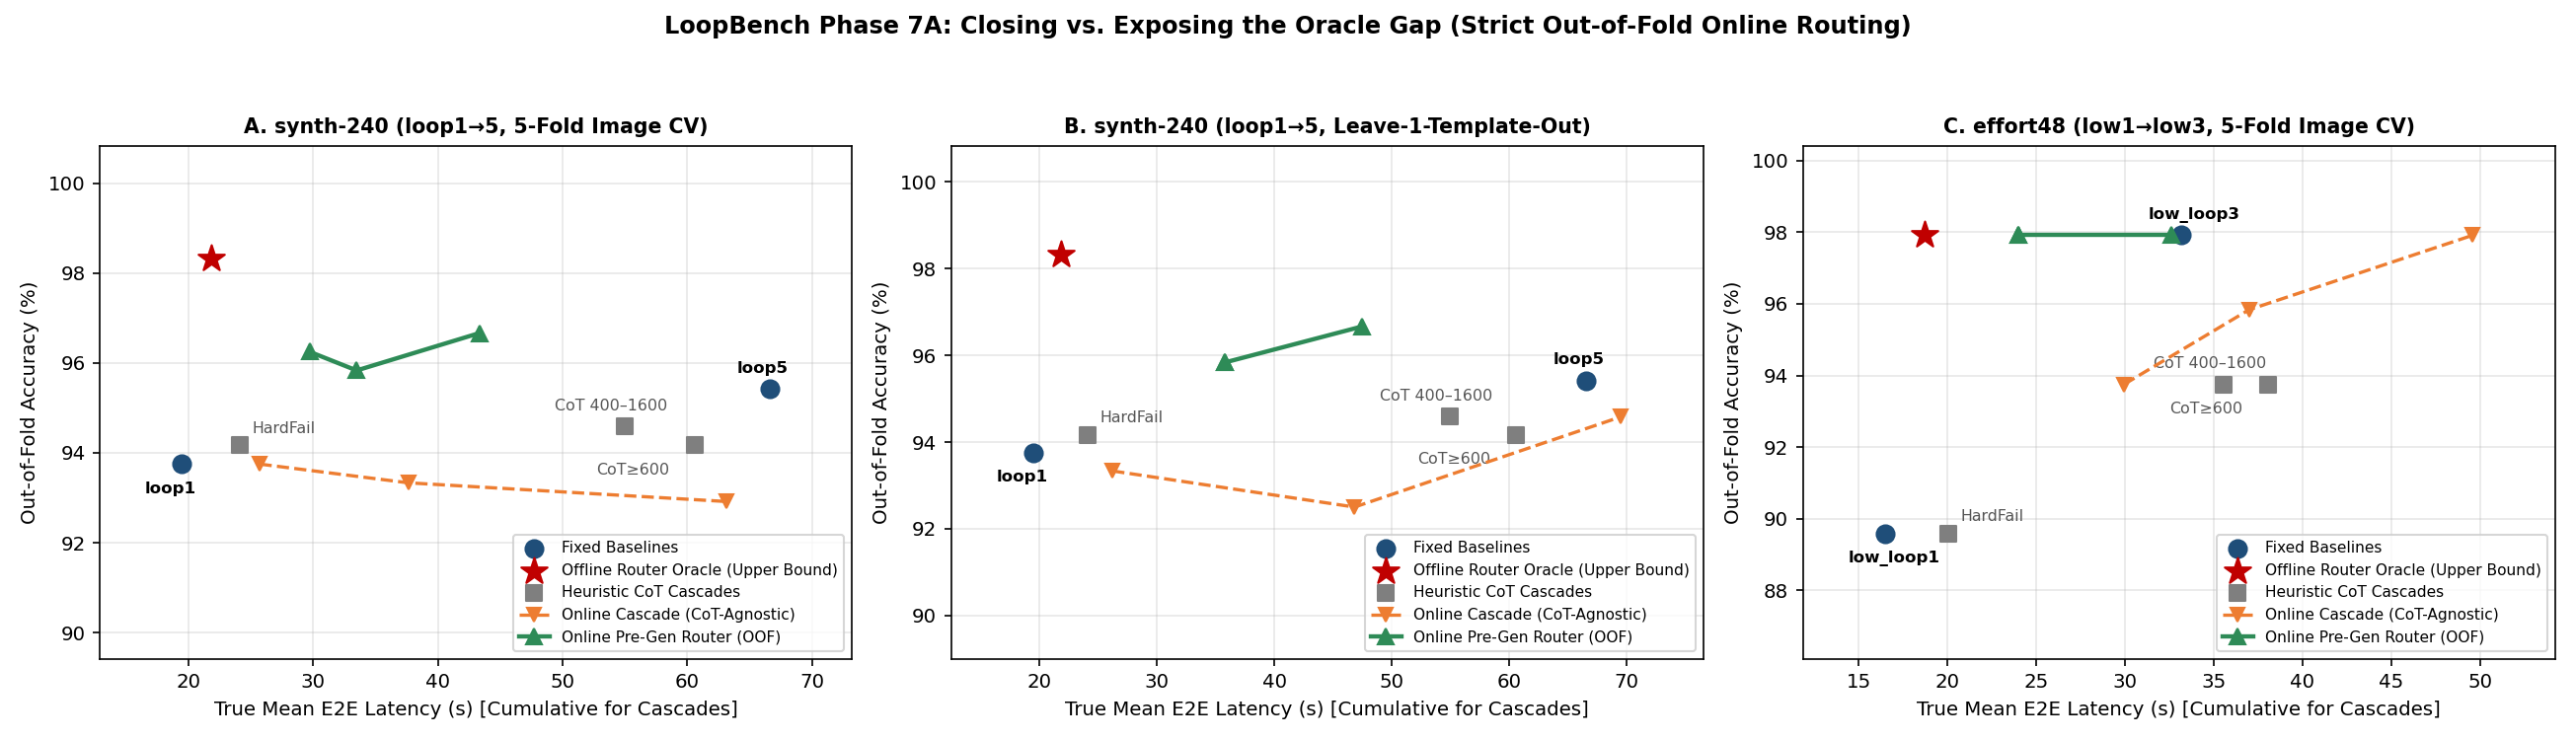 LoopBench Phase 7A: Closing vs. Exposing the Oracle Gap (Strict Out-of-Fold Online Routing)
A. synth-240 (loop1→5, 5-Fold Image CV)
Out-of-Fold Accuracy (%)
100
98
96
94
92
90
loop1
HardFail
CoT 400–1600
CoT≥600
loop5
Fixed Baselines
Offline Router Oracle (Upper Bound)
Heuristic CoT Cascades
Online Cascade (CoT-Agnostic)
Online Pre-Gen Router (OOF)
20 30 40 50 60 70
True Mean E2E Latency (s) [Cumulative for Cascades]
B. synth-240 (loop1→5, Leave-1-Template-Out)
Out-of-Fold Accuracy (%)
100
98
96
94
92
90
loop1
HardFail
CoT 400–1600
CoT≥600
loop5
Fixed Baselines
Offline Router Oracle (Upper Bound)
Heuristic CoT Cascades
Online Cascade (CoT-Agnostic)
Online Pre-Gen Router (OOF)
20 30 40 50 60 70
True Mean E2E Latency (s) [Cumulative for Cascades]
C. effort48 (low1→low3, 5-Fold Image CV)
Out-of-Fold Accuracy (%)
100
98
96
94
92
90
88
low_loop3
CoT 400–1600
CoT≥600
HardFail
low_loop1
Fixed Baselines
Offline Router Oracle (Upper Bound)
Heuristic CoT Cascades
Online Cascade (CoT-Agnostic)
Online Pre-Gen Router (OOF)
15 20 25 30 35 40 45 50
True Mean E2E Latency (s) [Cumulative for Cascades]